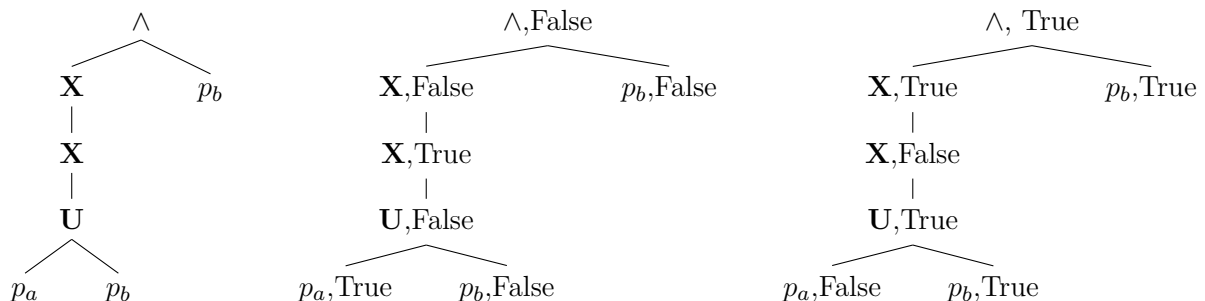 ∧ ∧,False ∧, True
X p_b X,False p_b,False X,True p_b,True
X X,True X,False
U U,False U,True
p_a p_b p_a,True p_b,False p_a,False p_b,True